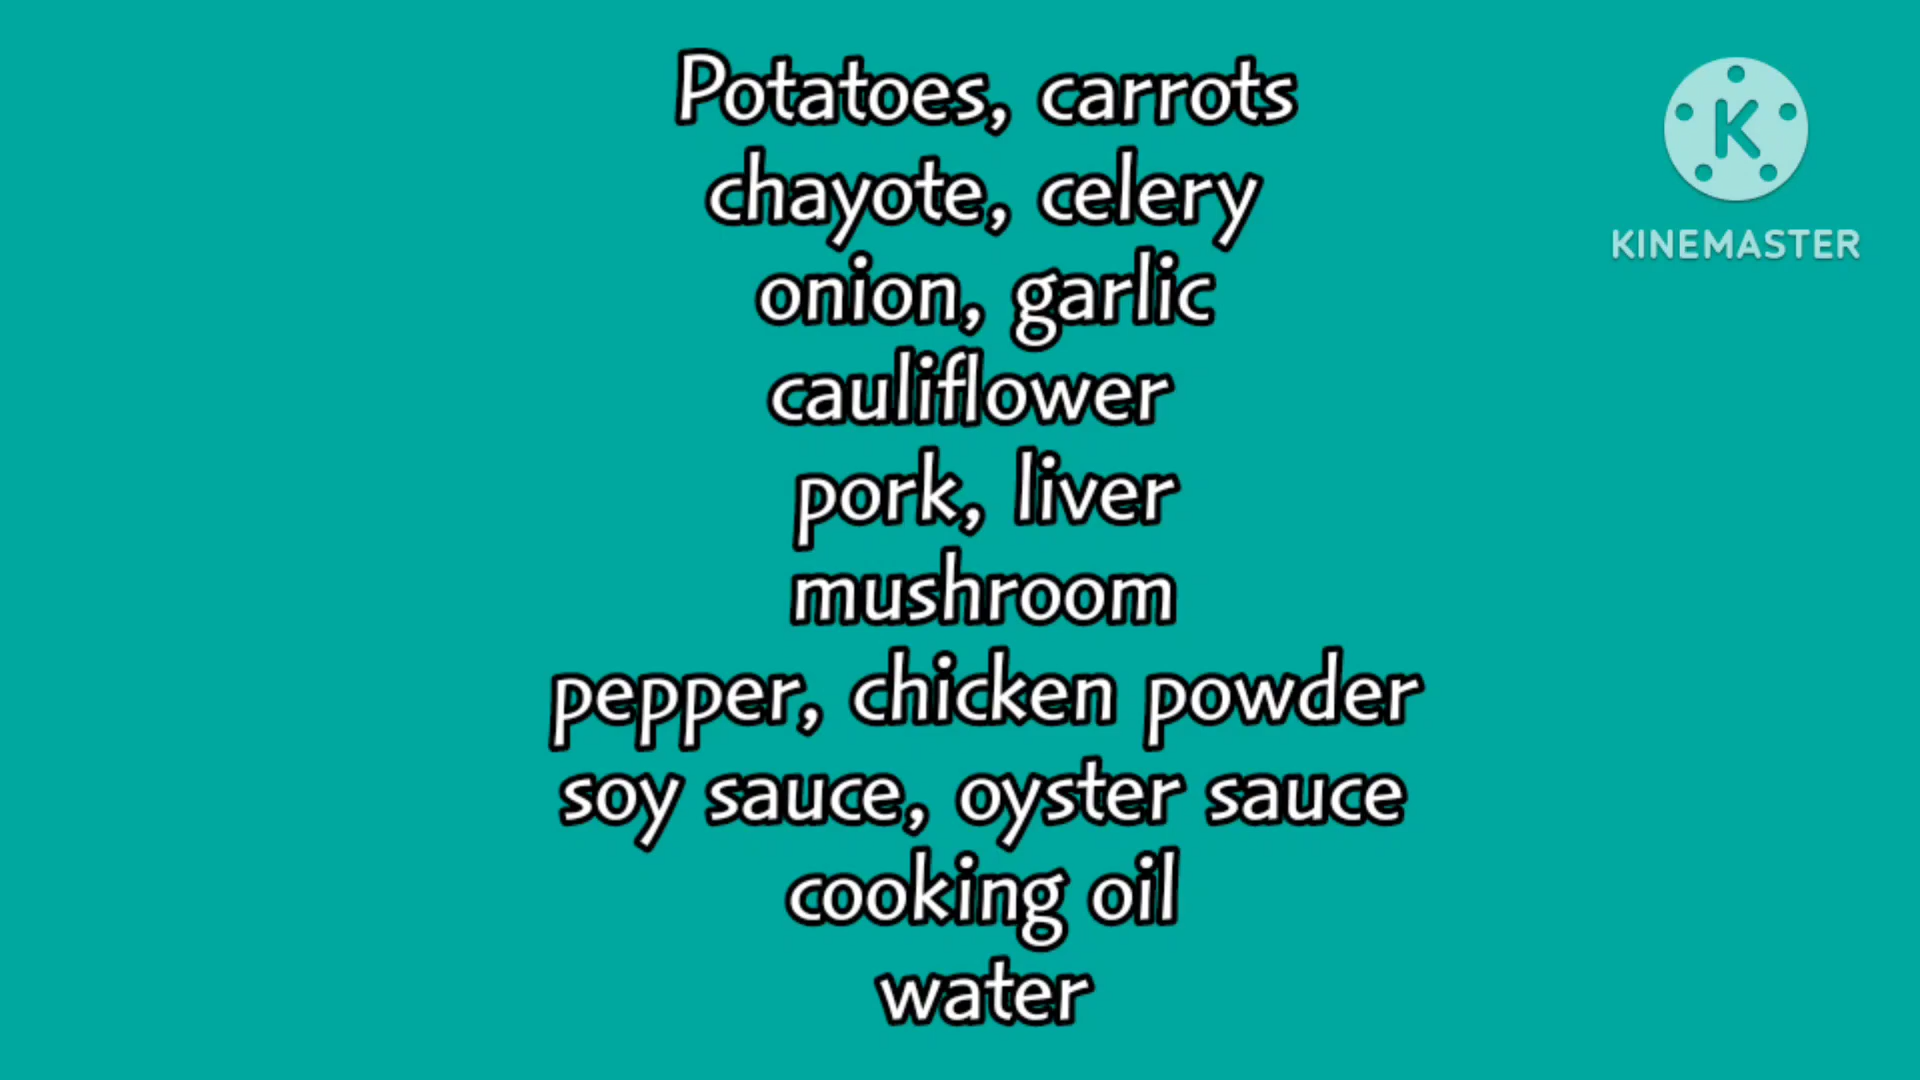 Potatoes, carrots
chayote, celery
onion, garlic
cauliflower
pork, liver
mushroom
pepper, chicken powder
soy sauce, oyster sauce
cooking oil
water
K
KINEMASTER